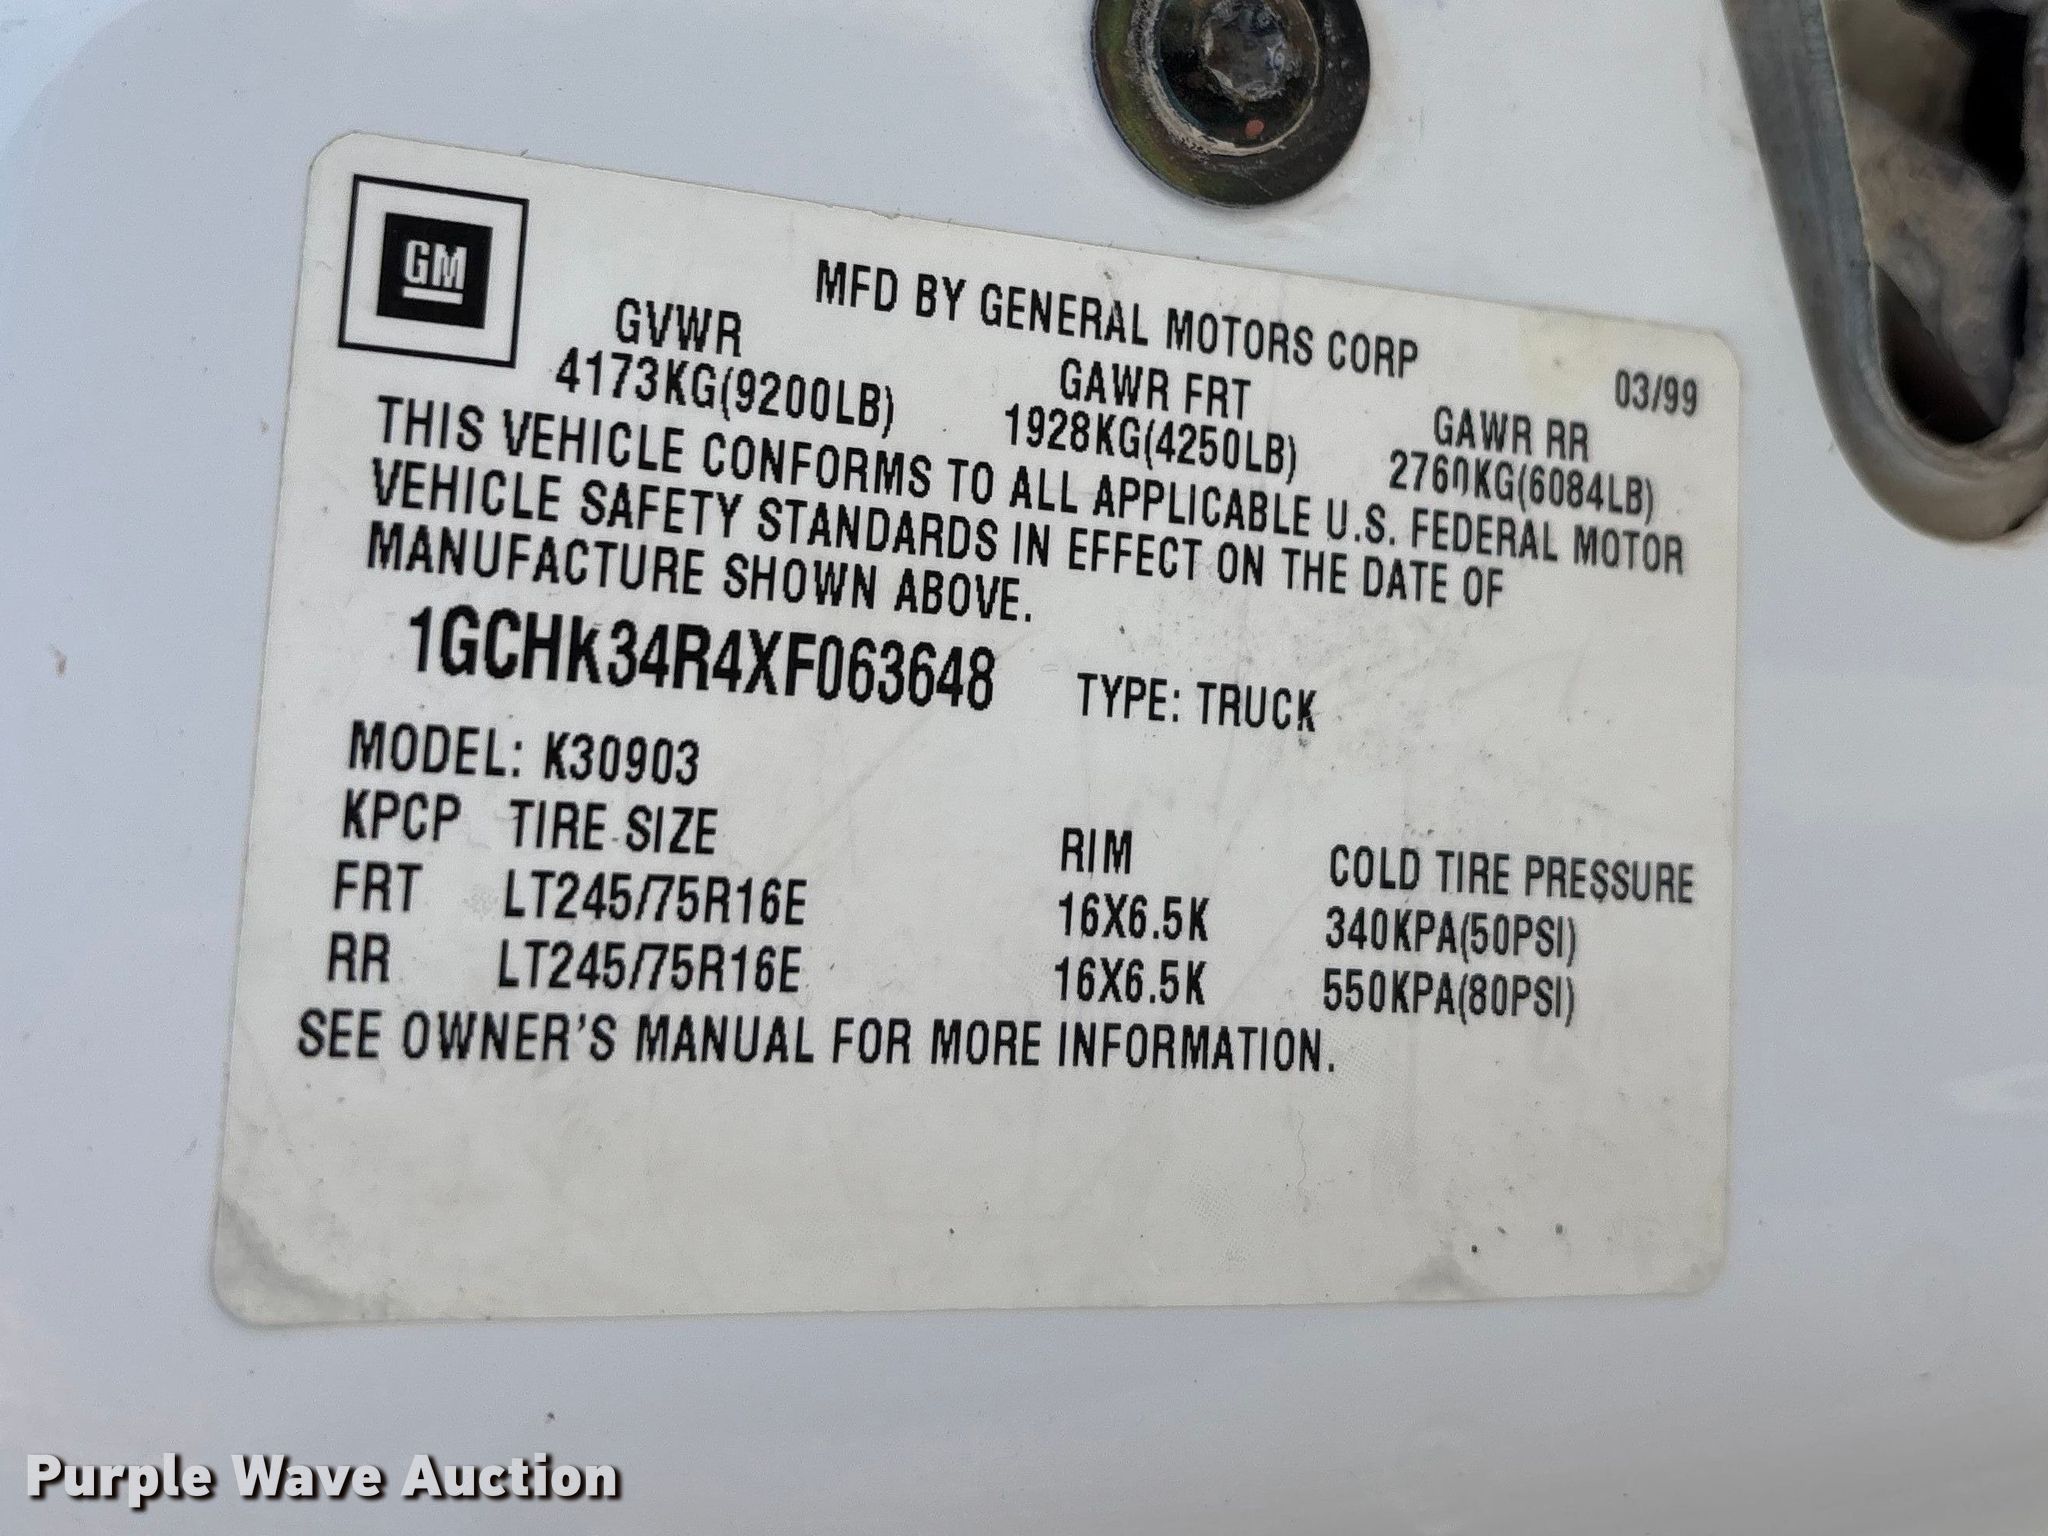 GM
MFD BY GENERAL MOTORS CORP 03/99
GVWR GAWR FRT GAWR RR
4173KG(9200LB) 1928KG(4250LB) 2760KG(6084LB)
THIS VEHICLE CONFORMS TO ALL APPLICABLE U.S. FEDERAL MOTOR
VEHICLE SAFETY STANDARDS IN EFFECT ON THE DATE OF
MANUFACTURE SHOWN ABOVE.
1GCHK34R4XF063648 TYPE: TRUCK
MODEL: K30903
KPCP TIRE SIZE RIM COLD TIRE PRESSURE
FRT LT245/75R16E 16X6.5K 340KPA(50PSI)
RR LT245/75R16E 16X6.5K 550KPA(80PSI)
SEE OWNER'S MANUAL FOR MORE INFORMATION.
Purple Wave Auction